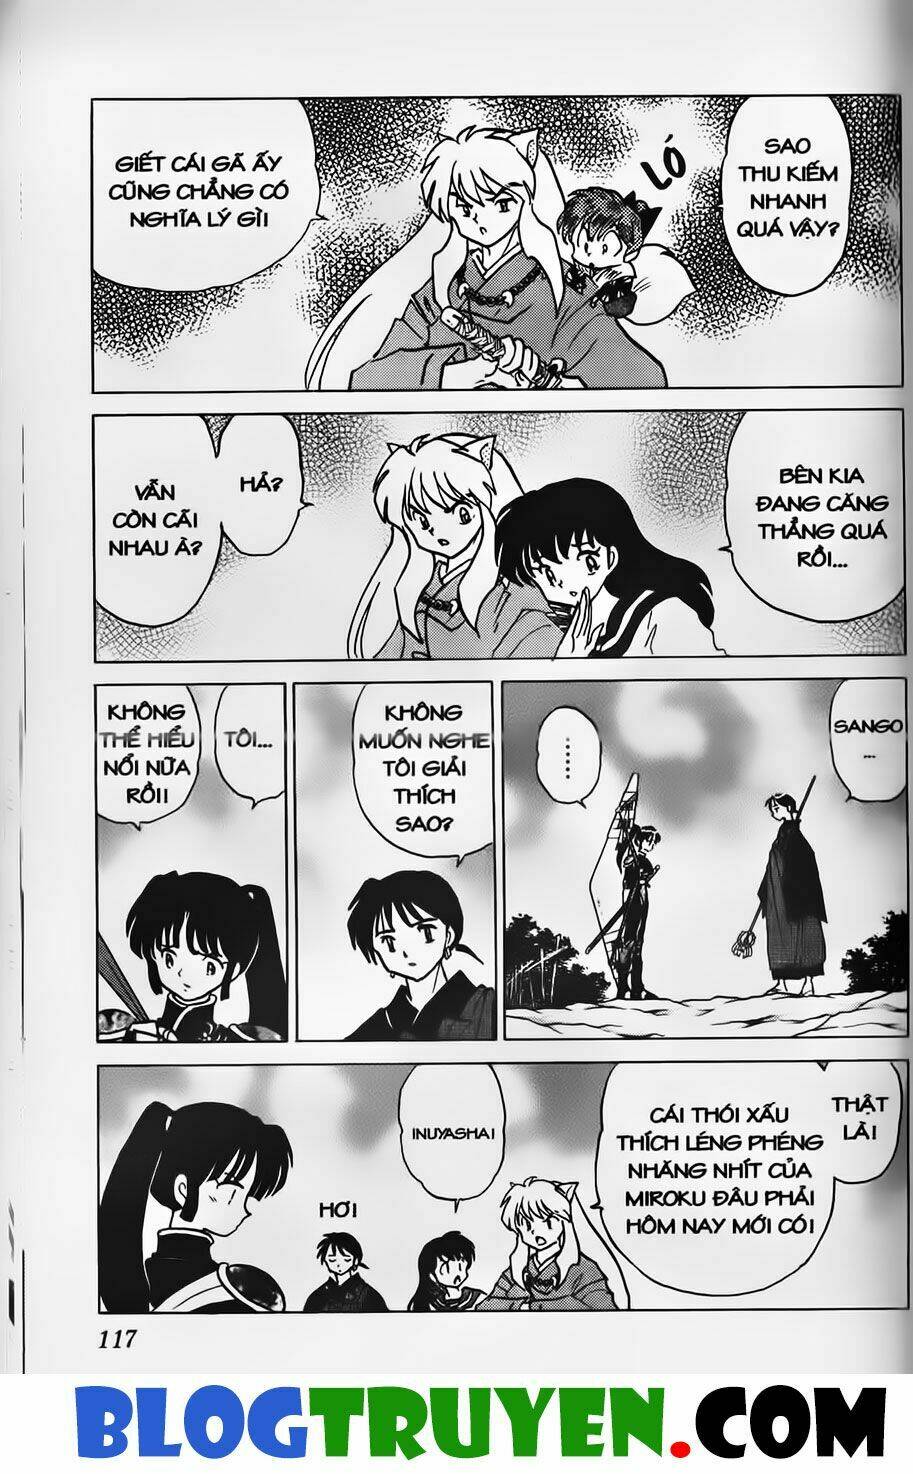 SAO
THU KIẾM
NHANH
QUÁ VẬY?
LÓ
GIẾT CÁI GÃ ẤY
CŨNG CHẲNG CÓ
NGHĨA LÝ GÌ!
BÊN KIA
ĐANG CĂNG
THẲNG QUÁ
RỒI...
HẢ?
VẪN
CÒN CÃI
NHAU À?
SANGO
...
......
KHÔNG
MUỐN NGHE
TÔI GIẢI
THÍCH
SAO?
TÔI...
KHÔNG
THỂ HIỂU
NỔI NỮA
RỒI!
THẬT
LÀ!
CÁI THÓI XẤU
THÍCH LÉNG PHÉNG
NHĂNG NHÍT CỦA
MIROKU ĐÂU PHẢI
HÔM NAY MỚI CÓ!
INUYASHA!
HƠI
117
BLOGTRUYEN.COM